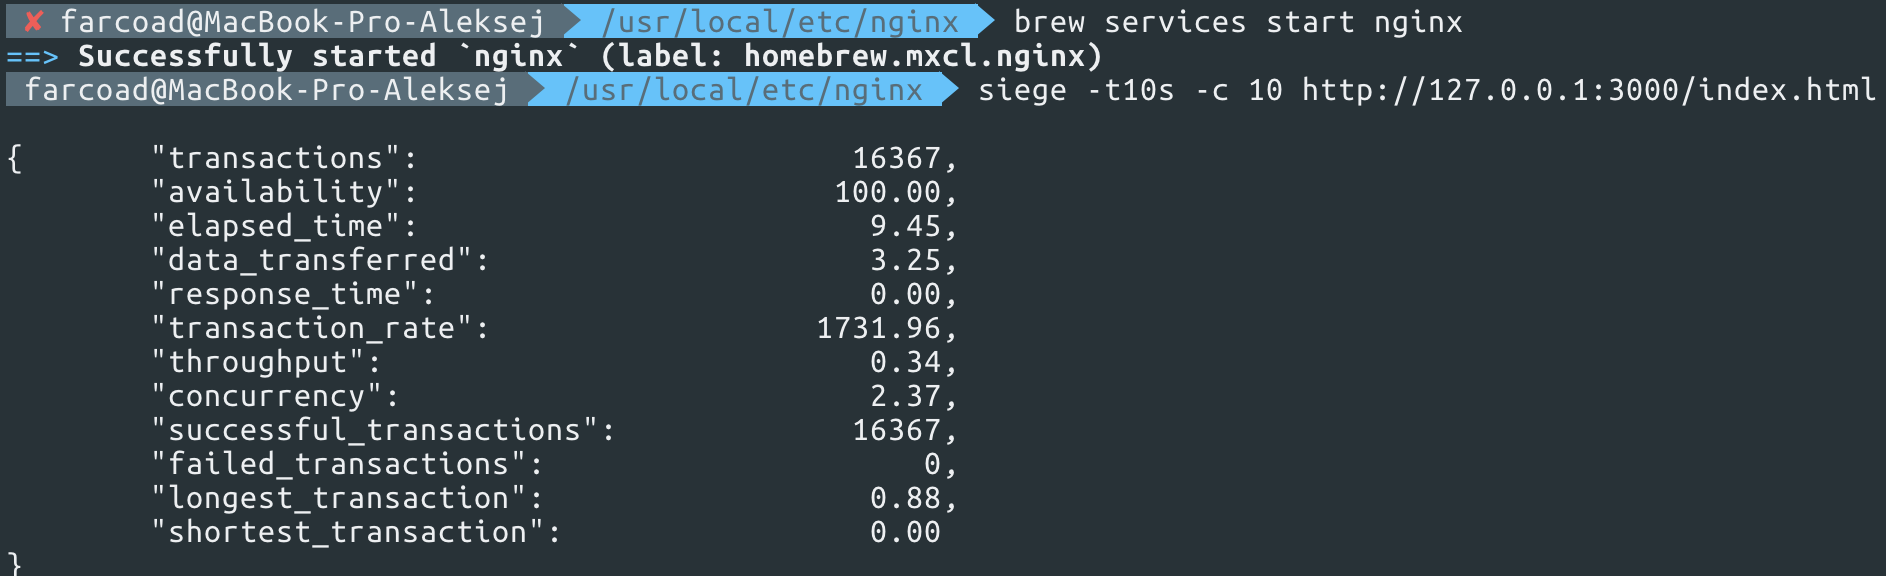 ✘ farcoad@MacBook-Pro-Aleksej /usr/local/etc/nginx brew services start nginx
==> Successfully started `nginx` (label: homebrew.mxcl.nginx)
farcoad@MacBook-Pro-Aleksej /usr/local/etc/nginx siege -t10s -c 10 http://127.0.0.1:3000/index.html
{ "transactions": 16367,
"availability": 100.00,
"elapsed_time": 9.45,
"data_transferred": 3.25,
"response_time": 0.00,
"transaction_rate": 1731.96,
"throughput": 0.34,
"concurrency": 2.37,
"successful_transactions": 16367,
"failed_transactions": 0,
"longest_transaction": 0.88,
"shortest_transaction": 0.00
}